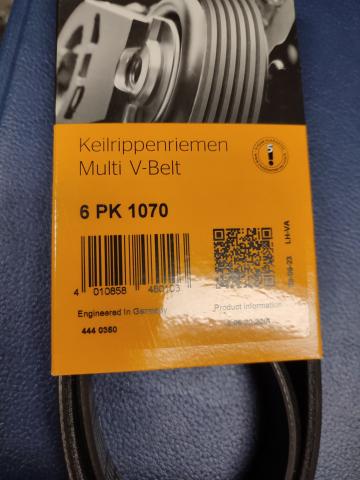 Keilrippenriemen
Multi V-Belt
6 PK 1070
LH-VA
4 010858
Engineered In Germany
Product Information
444 0360